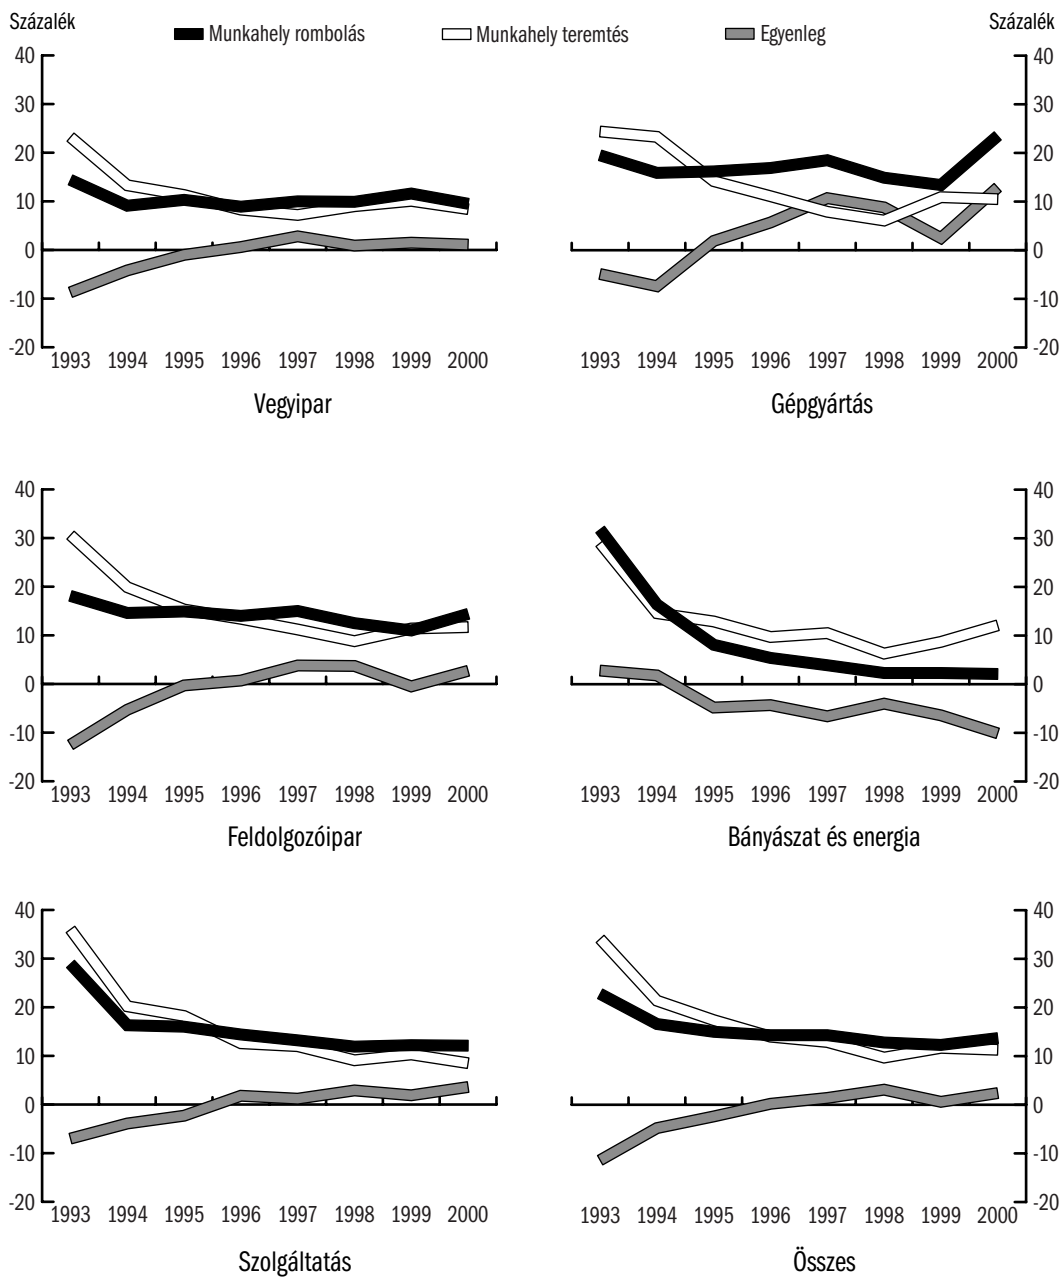 Százalék Százalék
Munkahely rombolás Munkahely teremtés Egyenleg
40 40
30 30
20 20
10 10
0 0
-10 -10
-20 -20
1993 1994 1995 1996 1997 1998 1999 2000 1993 1994 1995 1996 1997 1998 1999 2000
Vegyipar Gépgyártás
40 40
30 30
20 20
10 10
0 0
-10 -10
-20 -20
1993 1994 1995 1996 1997 1998 1999 2000 1993 1994 1995 1996 1997 1998 1999 2000
Feldolgozóipar Bányászat és energia
40 40
30 30
20 20
10 10
0 0
-10 -10
-20 -20
1993 1994 1995 1996 1997 1998 1999 2000 1993 1994 1995 1996 1997 1998 1999 2000
Szolgáltatás Összes